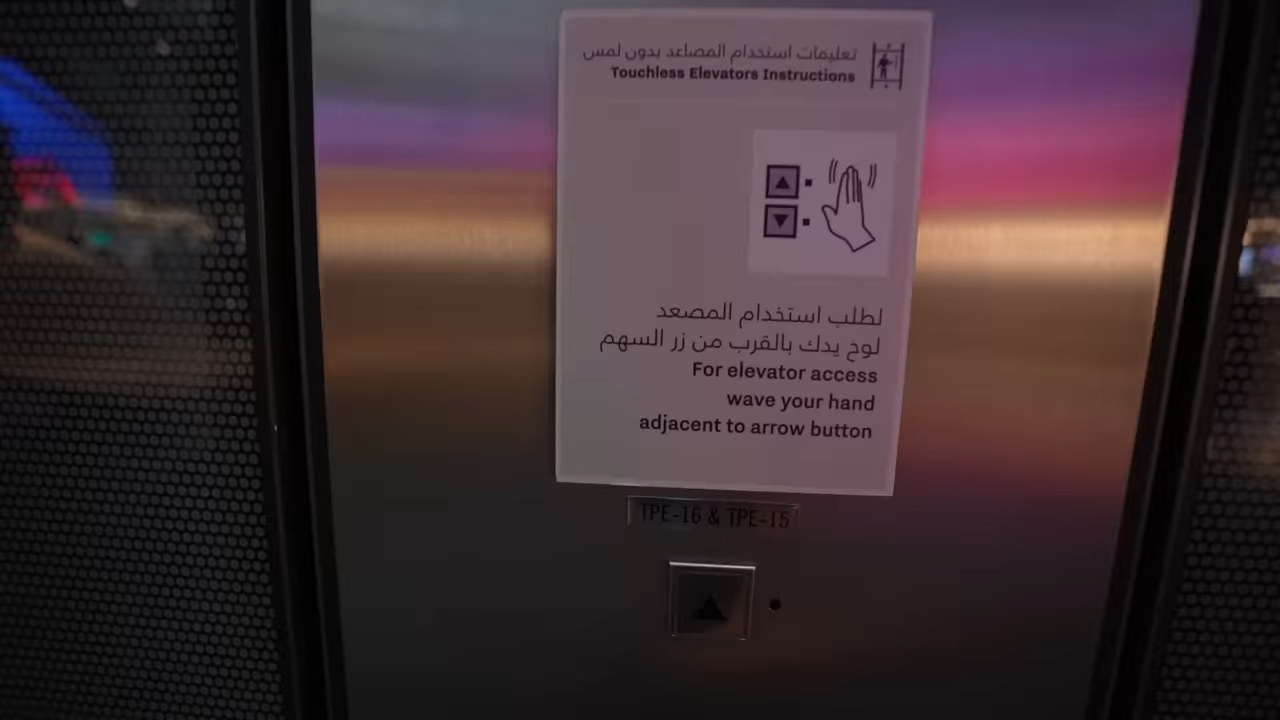 تعليمات استخدام المصاعد بدون لمس
Touchless Elevators Instructions
لطلب استخدام المصعد
لوح يدك بالقرب من زر السهم
For elevator access
wave your hand
adjacent to arrow button
TPE-16 & TPE-15